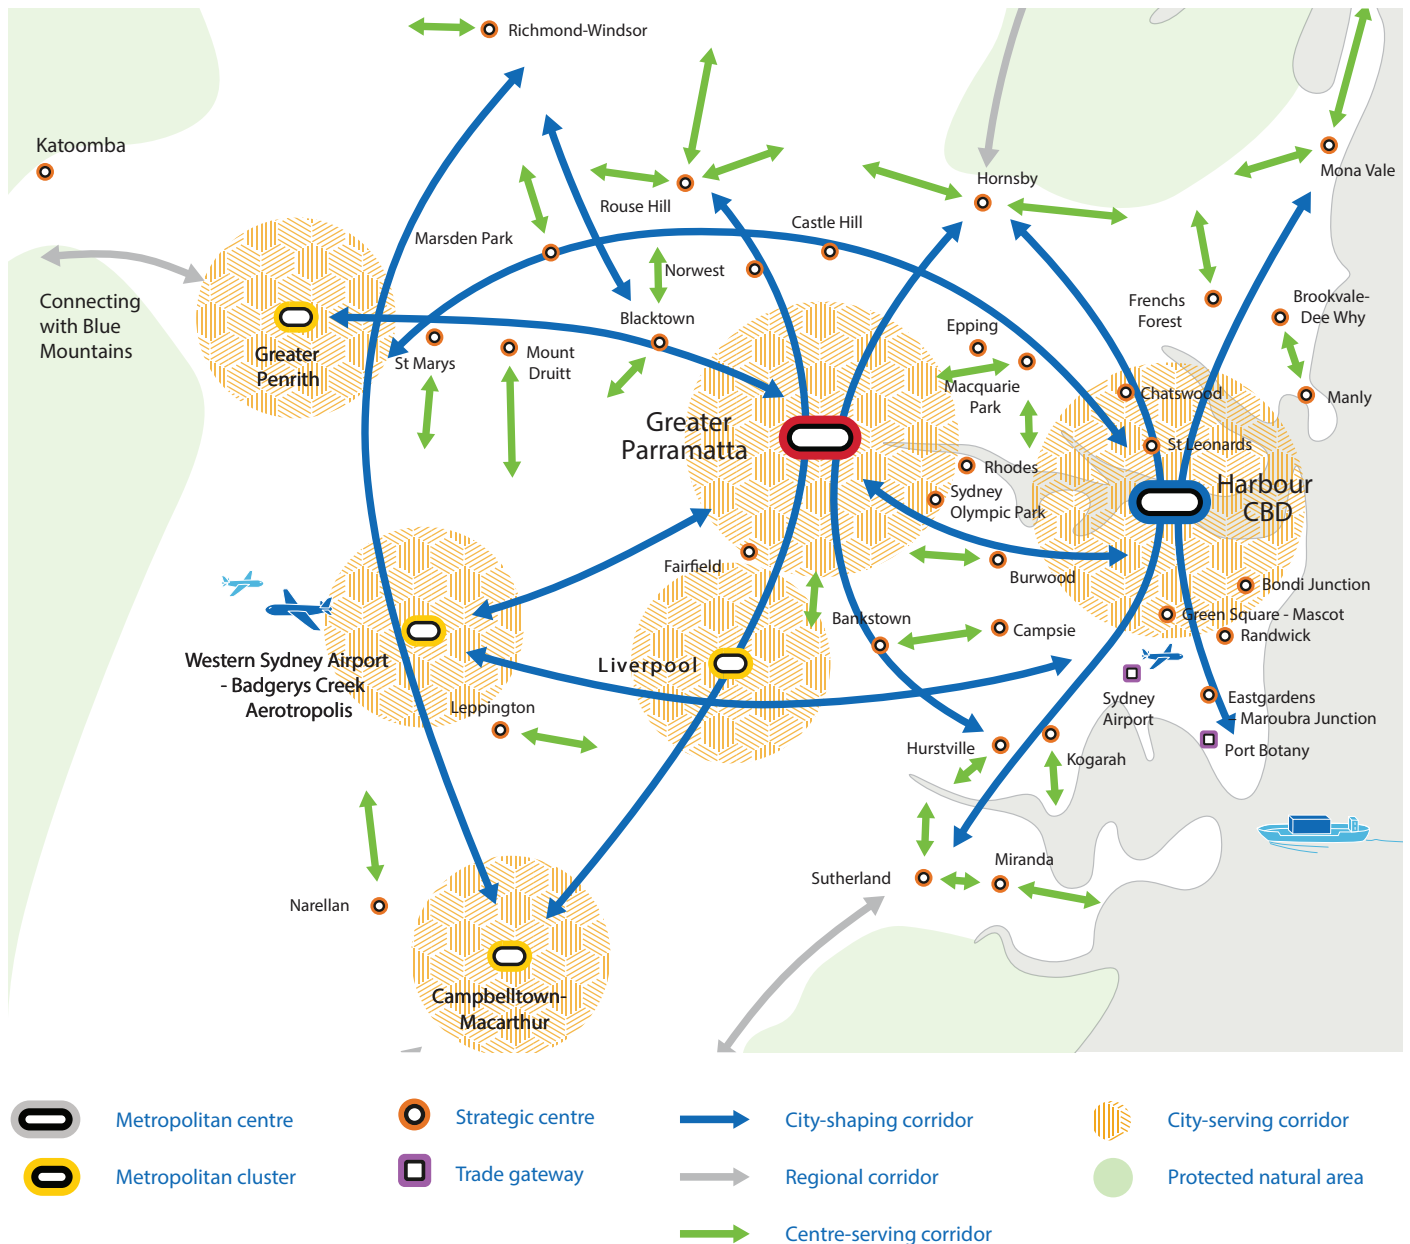 Richmond-Windsor
Katoomba
Mona Vale
Hornsby
Rouse Hill
Castle Hill
Marsden Park
Norwest
Connecting
with Blue
Mountains
Frenchs
Forest
Brookvale-
Dee Why
Blacktown
Epping
Greater
Penrith
St Marys
Mount
Druitt
Macquarie
Park
Chatswood
Manly
Greater
Parramatta
St Leonards
Rhodes
Harbour
CBD
Sydney
Olympic Park
Fairfield
Burwood
Bondi Junction
Bankstown
Campsie
Green Square - Mascot
Randwick
Western Sydney Airport
- Badgerys Creek
Aerotropolis
Liverpool
Leppington
Sydney
Airport
Eastgardens
- Maroubra Junction
Hurstville
Kogarah
Port Botany
Miranda
Sutherland
Narellan
Campbelltown-
Macarthur
Metropolitan centre
Strategic centre
City-shaping corridor
City-serving corridor
Metropolitan cluster
Trade gateway
Regional corridor
Protected natural area
Centre-serving corridor